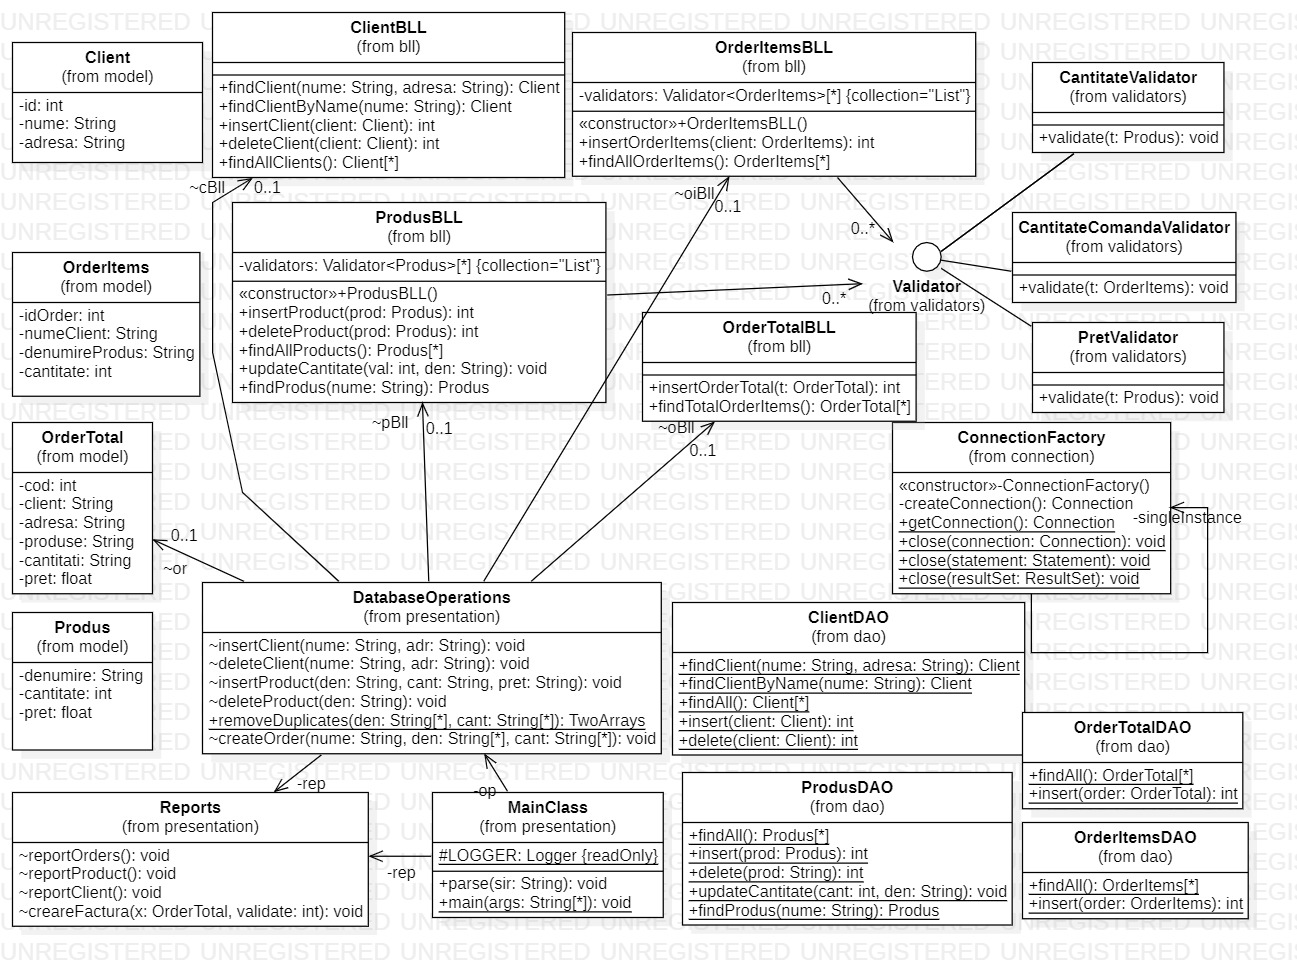 Client
(from model)
-id: int
-nume: String
-adresa: String
ClientBLL
(from bll)
+findClient(nume: String, adresa: String): Client
+findClientByName(nume: String): Client
+insertClient(client: Client): int
+deleteClient(client: Client): int
+findAllClients(): Client[*]
~cBll
0..1
OrderItemsBLL
(from bll)
-validators: Validator<OrderItems>[*] {collection="List"}
«constructor»+OrderItemsBLL()
+insertOrderItems(client: OrderItems): int
+findAllOrderItems(): OrderItems[*]
~oiBll
0..1
0..*
CantitateValidator
(from validators)
+validate(t: Produs): void
ProdusBLL
(from bll)
-validators: Validator<Produs>[*] {collection="List"}
«constructor»+ProdusBLL()
+insertProduct(prod: Produs): int
+deleteProduct(prod: Produs): int
+findAllProducts(): Produs[*]
+updateCantitate(val: int, den: String): void
+findProdus(nume: String): Produs
~pBll
0..1
0..*
Validator
(from validators)
CantitateComandaValidator
(from validators)
+validate(t: OrderItems): void
OrderItems
(from model)
-idOrder: int
-numeClient: String
-denumireProdus: String
-cantitate: int
OrderTotalBLL
(from bll)
+insertOrderTotal(t: OrderTotal): int
+findTotalOrderItems(): OrderTotal[*]
~oBll
0..1
PretValidator
(from validators)
+validate(t: Produs): void
OrderTotal
(from model)
-cod: int
-client: String
-adresa: String
-produse: String
-cantitati: String
-pret: float
0..1
~or
ConnectionFactory
(from connection)
«constructor»-ConnectionFactory()
-createConnection(): Connection
+getConnection(): Connection
+close(connection: Connection): void
+close(statement: Statement): void
+close(resultSet: ResultSet): void
-singleInstance
Produs
(from model)
-denumire: String
-cantitate: int
-pret: float
DatabaseOperations
(from presentation)
~insertClient(nume: String, adr: String): void
~deleteClient(nume: String, adr: String): void
~insertProduct(den: String, cant: String, pret: String): void
~deleteProduct(den: String): void
+removeDuplicates(den: String[*], cant: String[*]): TwoArrays
~createOrder(nume: String, den: String[*], cant: String[*]): void
-rep
-op
ClientDAO
(from dao)
+findClient(nume: String, adresa: String): Client
+findClientByName(nume: String): Client
+findAll(): Client[*]
+insert(client: Client): int
+delete(client: Client): int
OrderTotalDAO
(from dao)
+findAll(): OrderTotal[*]
+insert(order: OrderTotal): int
Reports
(from presentation)
~reportOrders(): void
~reportProduct(): void
~reportClient(): void
~creareFactura(x: OrderTotal, validate: int): void
-rep
MainClass
(from presentation)
#LOGGER: Logger {readOnly}
+parse(sir: String): void
+main(args: String[*]): void
ProdusDAO
(from dao)
+findAll(): Produs[*]
+insert(prod: Produs): int
+delete(prod: String): int
+updateCantitate(cant: int, den: String): void
+findProdus(nume: String): Produs
OrderItemsDAO
(from dao)
+findAll(): OrderItems[*]
+insert(order: OrderItems): int
UNREGISTERED UNREGISTERED UNREGISTERED UNREGISTERED UNREGISTERED UNREGISTERED